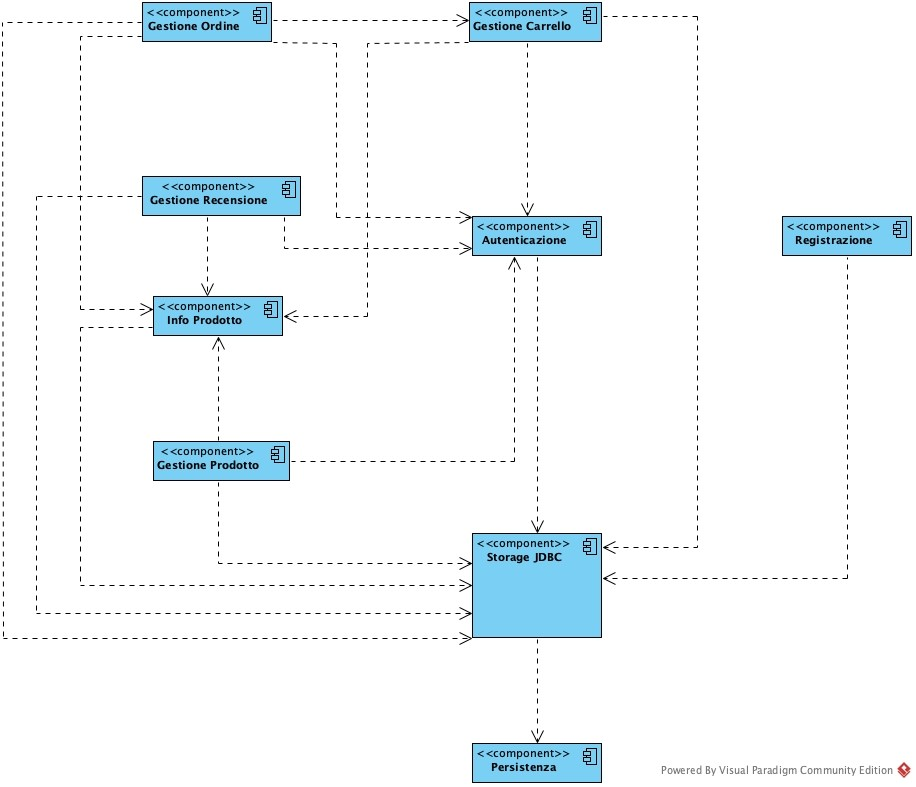 <<component>>
Gestione Ordine
<<component>>
Gestione Carrello
<<component>>
Gestione Recensione
<<component>>
Autenticazione
<<component>>
Registrazione
<<component>>
Info Prodotto
<<component>>
Gestione Prodotto
<<component>>
Storage JDBC
<<component>>
Persistenza
Powered By Visual Paradigm Community Edition